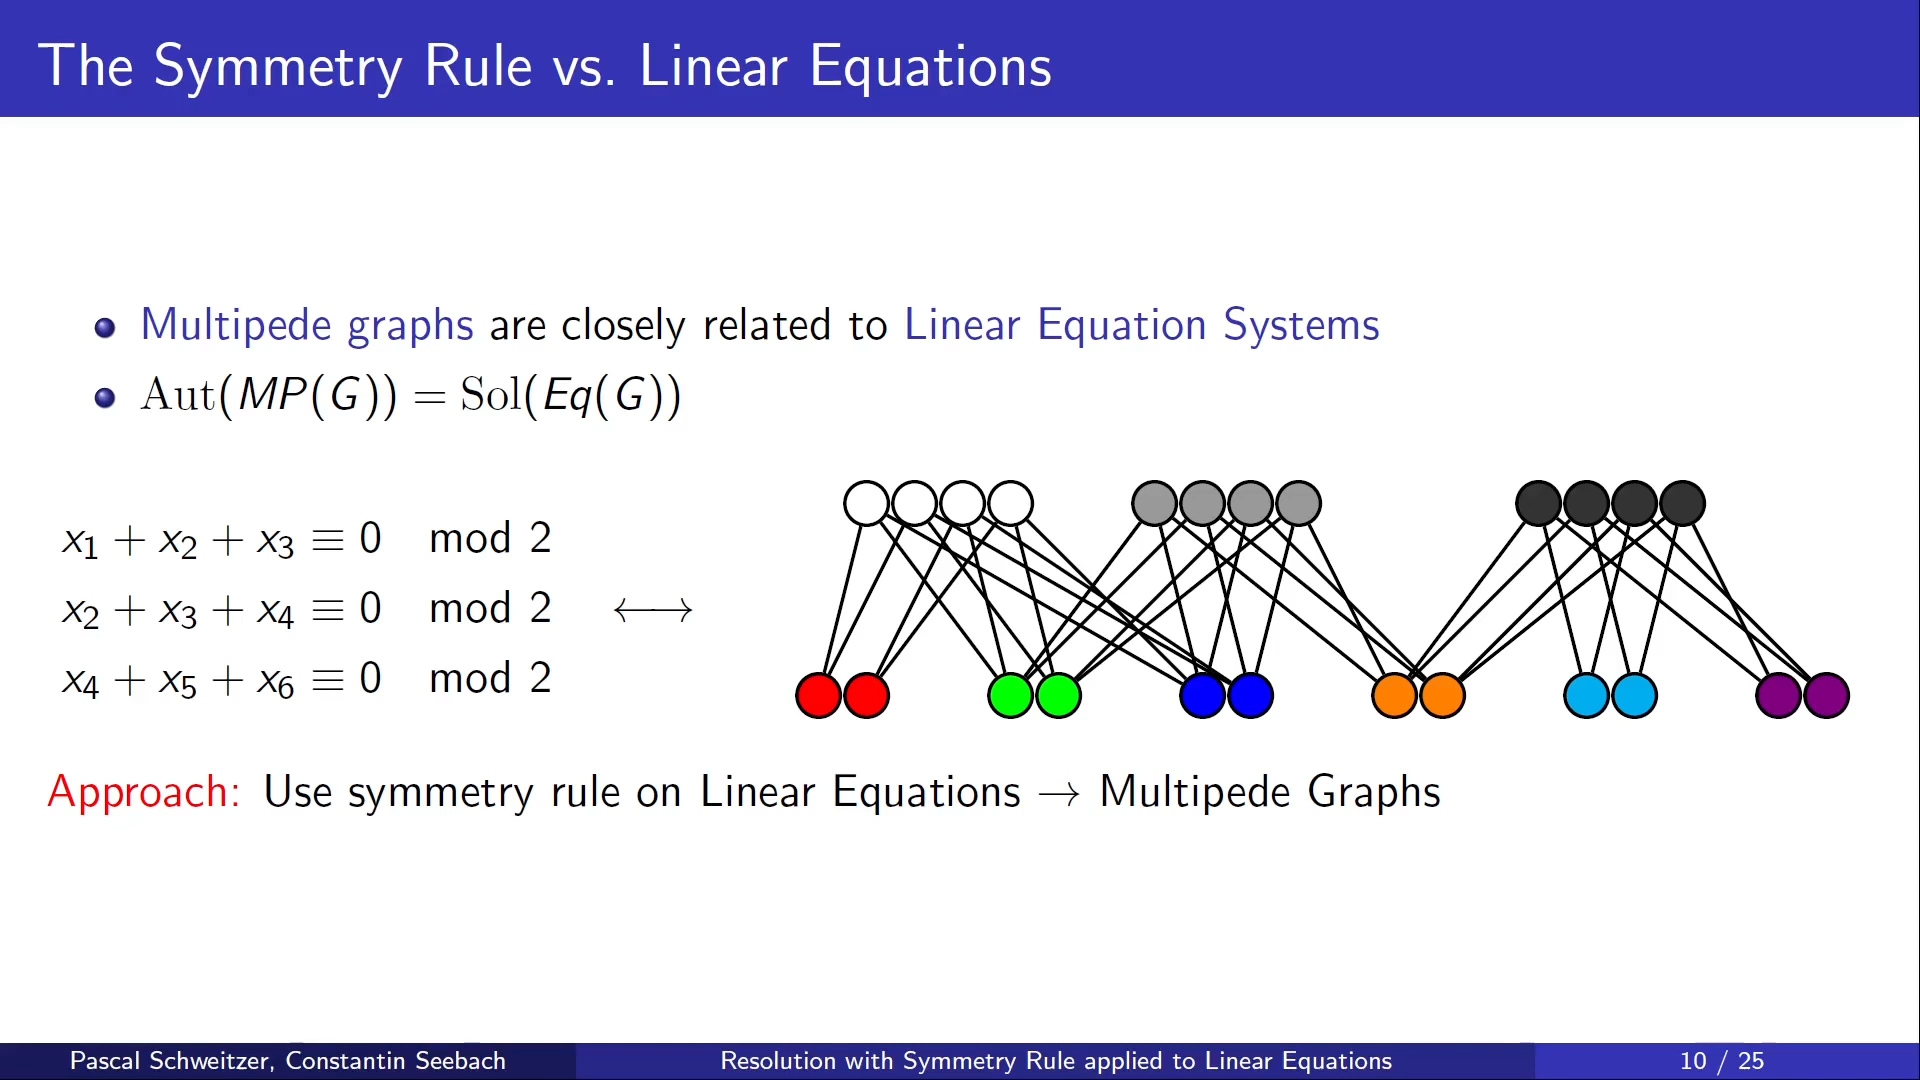 The Symmetry Rule vs. Linear Equations
Multipede graphs are closely related to Linear Equation Systems
Aut(MP(G)) = Sol(Eq(G))
x₁ + x₂ + x₃ ≡ 0 mod 2
x₂ + x₃ + x₄ ≡ 0 mod 2 ⟷
x₄ + x₅ + x₆ ≡ 0 mod 2
Approach: Use symmetry rule on Linear Equations → Multipede Graphs
Pascal Schweitzer, Constantin Seebach
Resolution with Symmetry Rule applied to Linear Equations
10 / 25